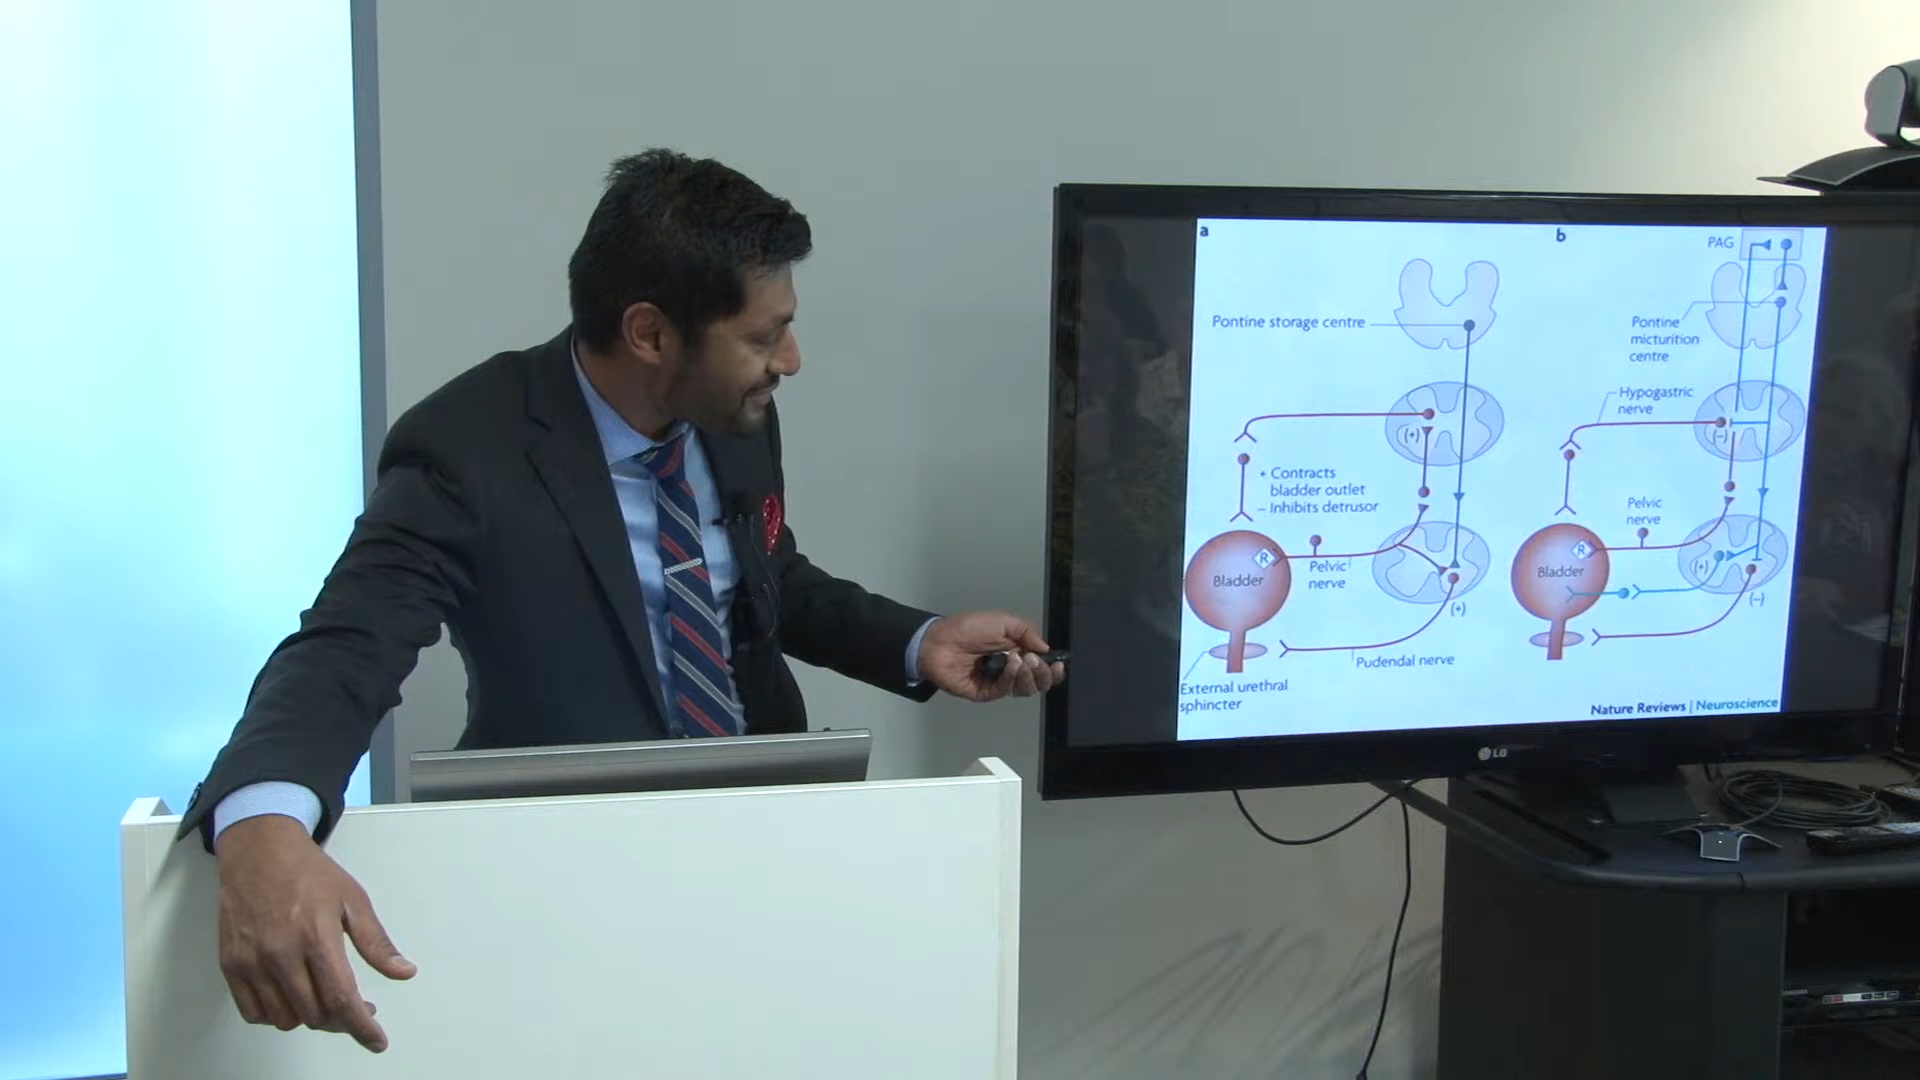 a
Pontine storage centre
(+)
+ Contracts
bladder outlet
– Inhibits detrusor
R
Bladder
Pelvic
nerve
(+)
Pudendal nerve
External urethral
sphincter
b
PAG
Pontine
micturition
centre
Hypogastric
nerve
(–)
Pelvic
nerve
R
Bladder
(+)
(–)
Nature Reviews | Neuroscience
LG